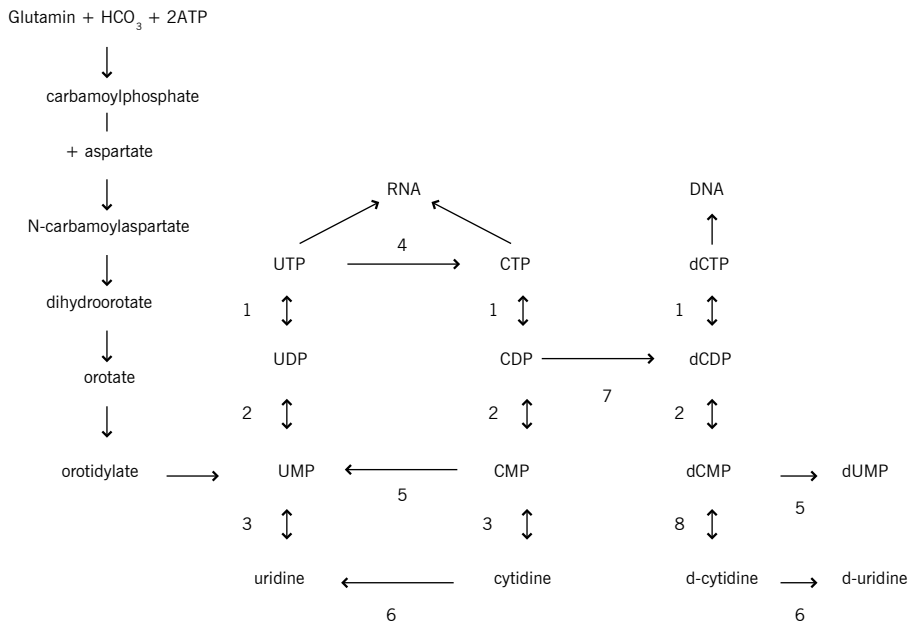 Glutamin + HCO3 + 2ATP
carbamoylphosphate
+ aspartate
RNA
DNA
N-carbamoylaspartate
4
UTP
CTP
dCTP
dihydroorotate
1
1
1
UDP
CDP
dCDP
orotate
7
2
2
2
orotidylate
UMP
CMP
dCMP
dUMP
5
5
3
3
8
uridine
cytidine
d-cytidine
d-uridine
6
6